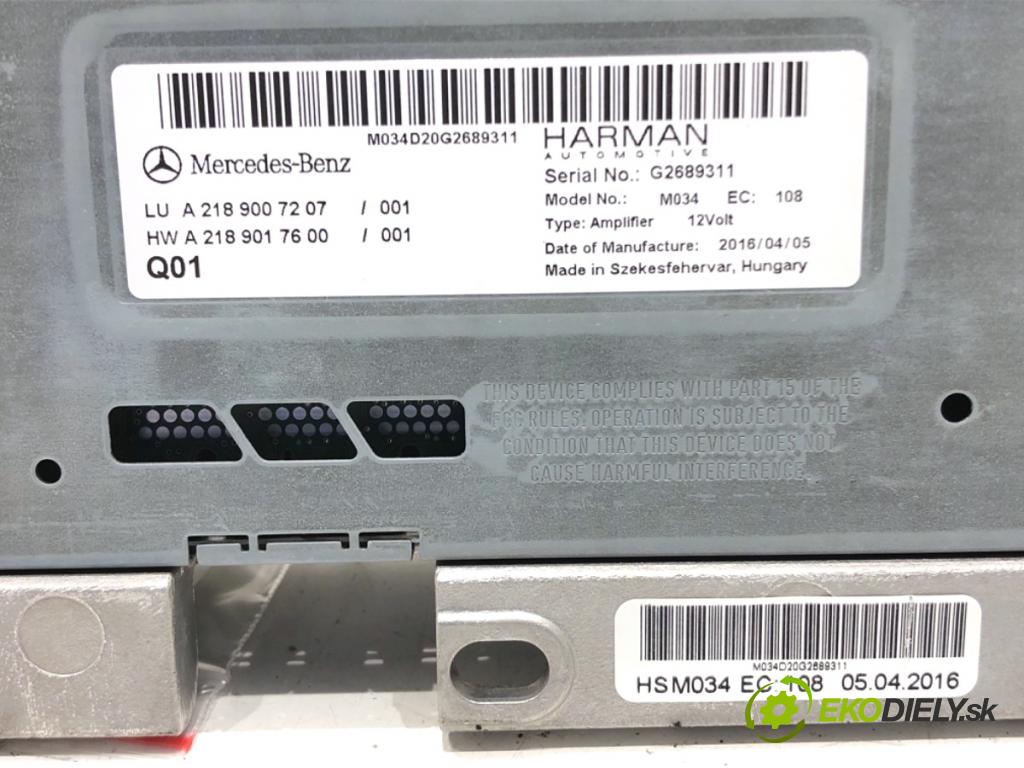 M034D20G2689311
HARMAN
AUTOMOTIVE
Mercedes-Benz
Serial No.: G2689311
LU A 218 900 72 07 / 001
Model No.: M034 EC: 108
HW A 218 901 76 00 / 001
Type: Amplifier 12Volt
Q01
Date of Manufacture: 2016/04/05
Made in Szekesfehervar, Hungary
THIS DEVICE COMPLIES WITH PART 15 OF THE
FCC RULES. OPERATION IS SUBJECT TO THE
CONDITION THAT THIS DEVICE DOES NOT
CAUSE HARMFUL INTERFERENCE.
M034D20G2689311
HSM034 EC 108 05.04.2016
EKODIELY.sk